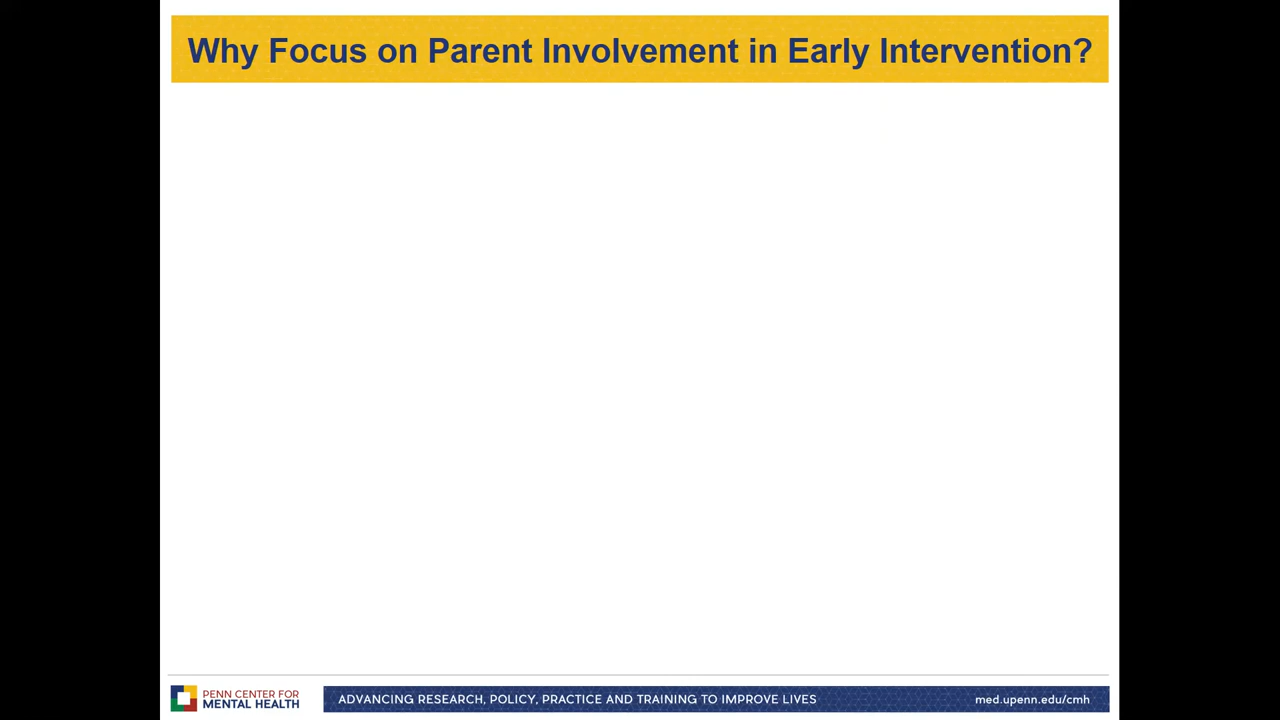 Why Focus on Parent Involvement in Early Intervention?
PENN CENTER FOR
MENTAL HEALTH
ADVANCING RESEARCH, POLICY, PRACTICE AND TRAINING TO IMPROVE LIVES
med.upenn.edu/cmh